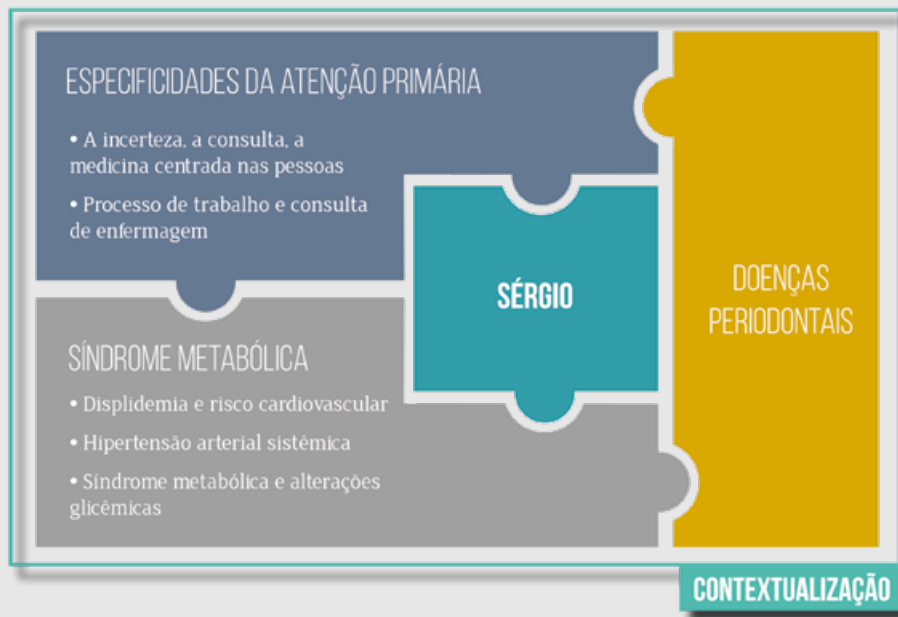 ESPECIFICIDADES DA ATENÇÃO PRIMÁRIA
• A incerteza, a consulta, a
medicina centrada nas pessoas
• Processo de trabalho e consulta
de enfermagem
SÉRGIO
DOENÇAS
PERIODONTAIS
SÍNDROME METABÓLICA
• Displidemia e risco cardiovascular
• Hipertensão arterial sistêmica
• Síndrome metabólica e alterações
glicêmicas
CONTEXTUALIZAÇÃO